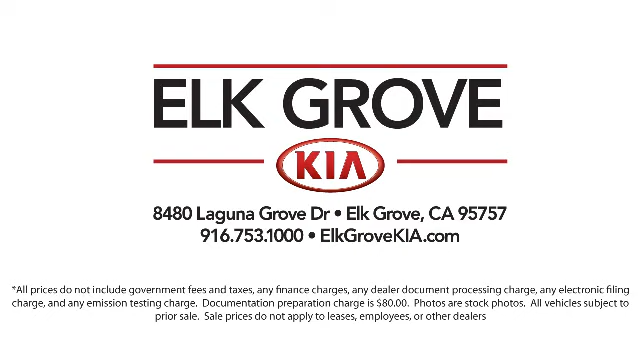 ELK GROVE
KIA
8480 Laguna Grove Dr • Elk Grove, CA 95757
916.753.1000 • ElkGroveKIA.com
*All prices do not include government fees and taxes, any finance charges, any dealer document processing charge, any electronic filing
charge, and any emission testing charge.  Documentation preparation charge is $80.00.  Photos are stock photos.  All vehicles subject to
prior sale.  Sale prices do not apply to leases, employees, or other dealers